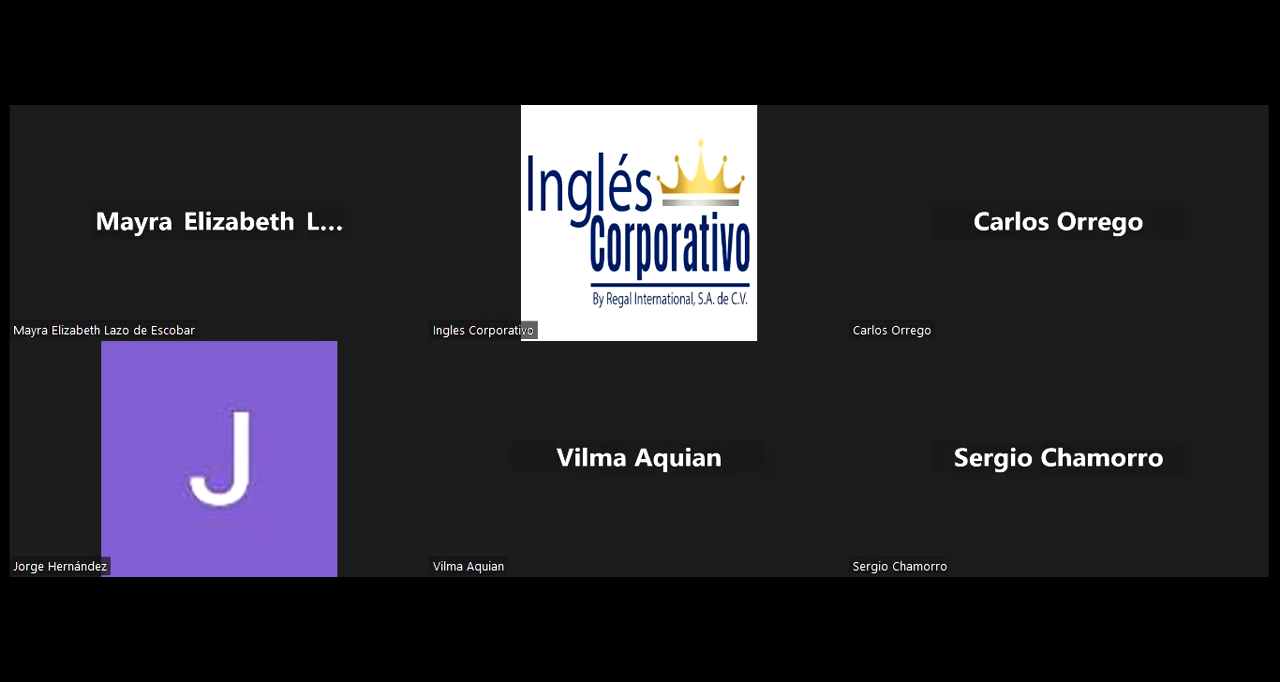 Mayra Elizabeth L...
Mayra Elizabeth Lazo de Escobar
Inglés
Corporativo
By Regal International, S.A. de C.V.
Ingles Corporativo
Carlos Orrego
Carlos Orrego
J
Jorge Hernández
Vilma Aquian
Vilma Aquian
Sergio Chamorro
Sergio Chamorro